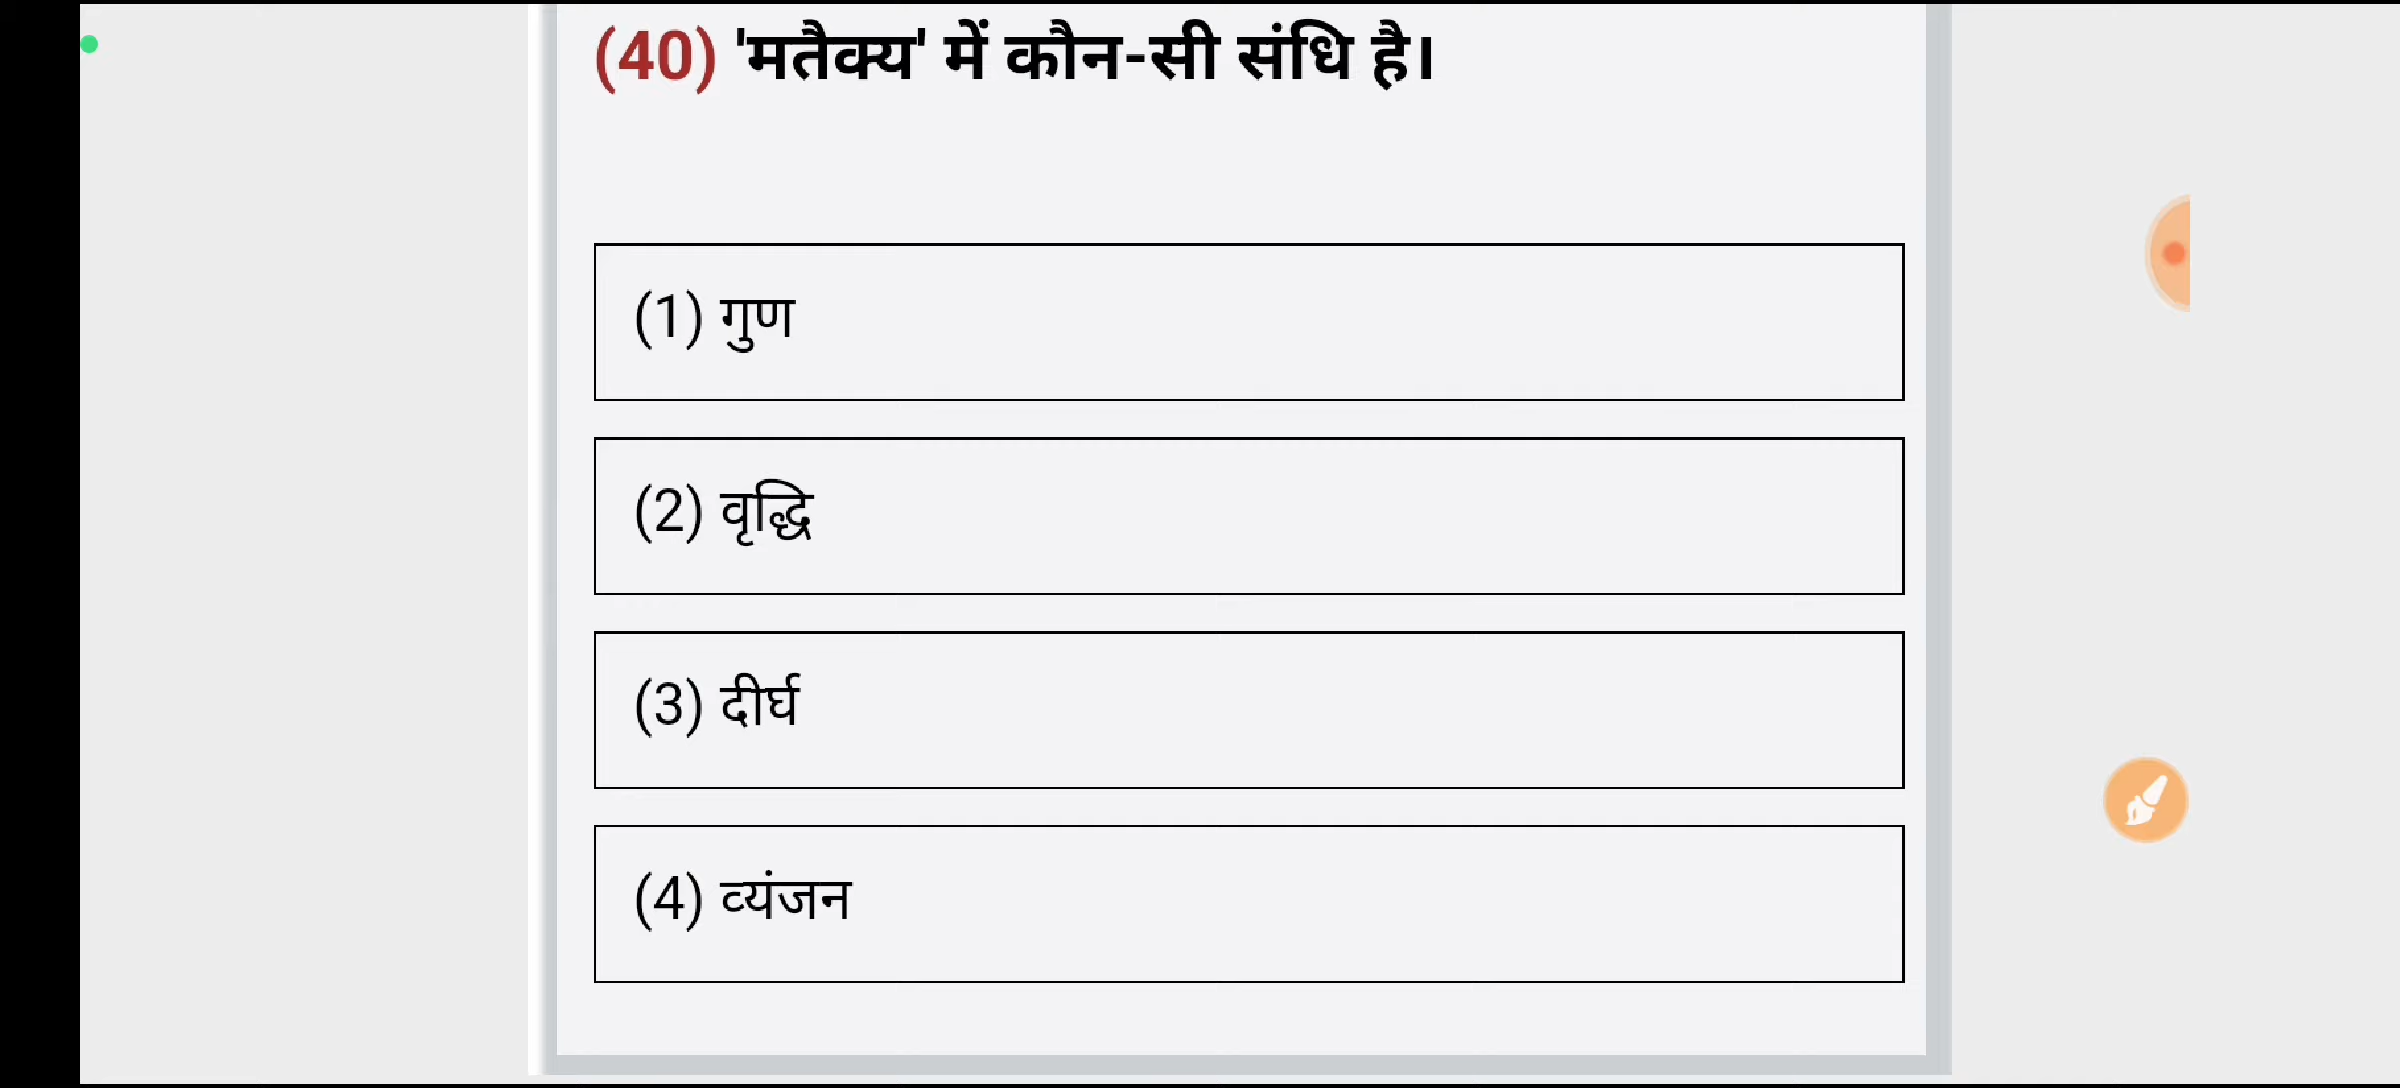 (40) 'मतैक्य' में कौन-सी संधि है।
(1) गुण
(2) वृद्धि
(3) दीर्घ
(4) व्यंजन